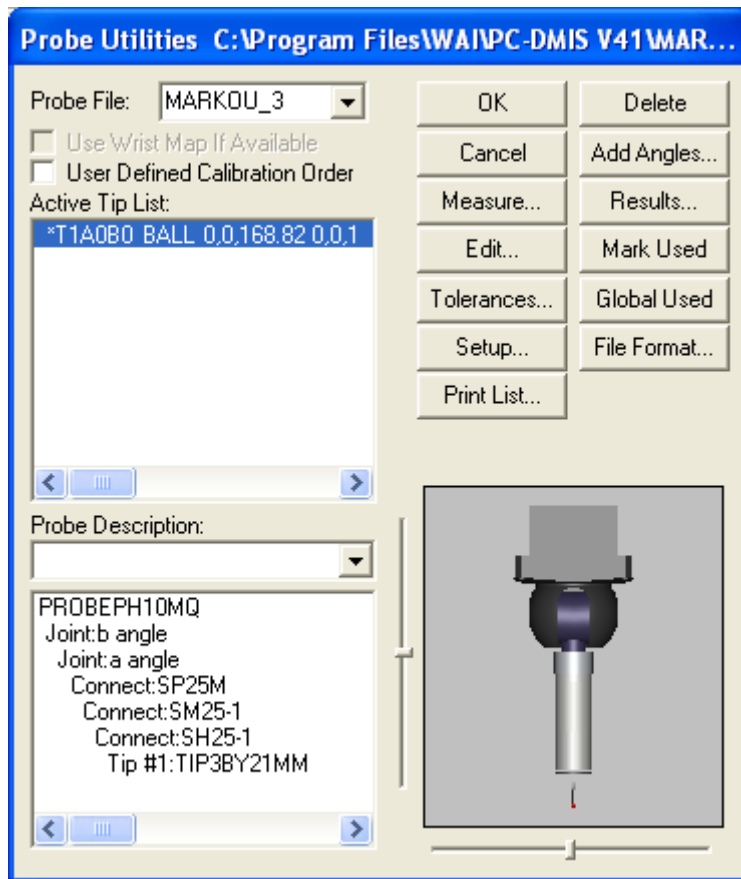 Probe Utilities C:\Program Files\WAI\PC-DMIS V41\MAR...
Probe File: MARKOU_3
Use Wrist Map If Available
User Defined Calibration Order
Active Tip List:
*T1A0B0 BALL 0,0,168.82 0,0,1
OK Delete
Cancel Add Angles...
Measure... Results...
Edit... Mark Used
Tolerances... Global Used
Setup... File Format...
Print List...
Probe Description:
PROBEPH10MQ
Joint:b angle
Joint:a angle
Connect:SP25M
Connect:SM25-1
Connect:SH25-1
Tip #1:TIP3BY21MM